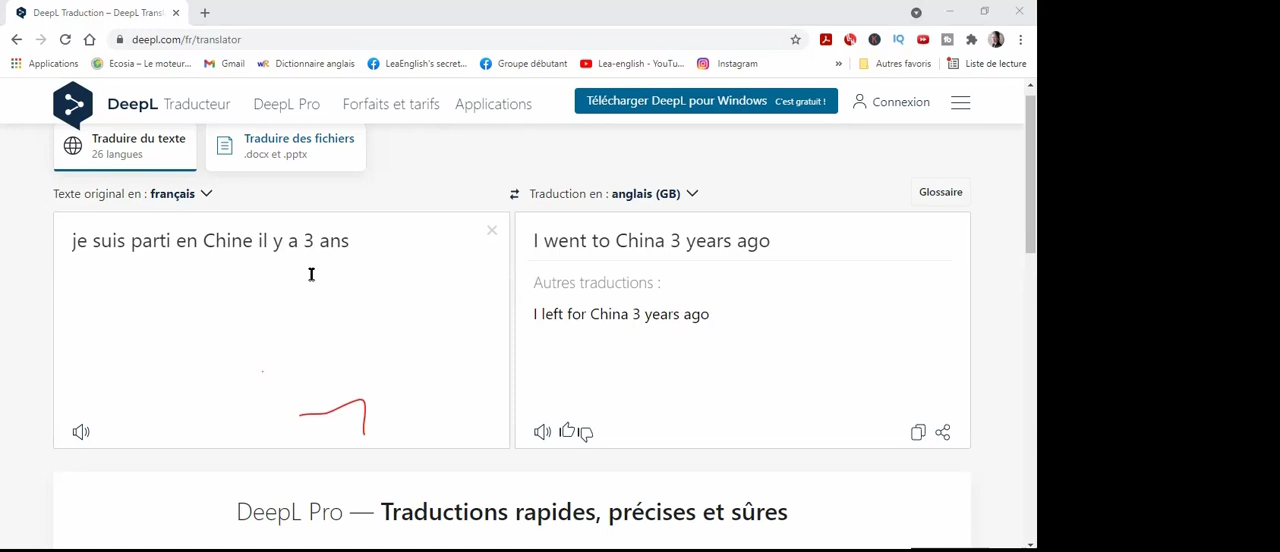 DeepL Traduction – DeepL Transl
deepl.com/fr/translator
Applications
Ecosia – Le moteur...
Gmail
Dictionnaire anglais
LeaEnglish's secret...
Groupe débutant
Lea-english - YouTu...
Instagram
»
Autres favoris
Liste de lecture
DeepL Traducteur
DeepL Pro
Forfaits et tarifs
Applications
Télécharger DeepL pour Windows C'est gratuit !
Connexion
Traduire du texte
26 langues
Traduire des fichiers
.docx et .pptx
Texte original en : français
Traduction en : anglais (GB)
Glossaire
je suis parti en Chine il y a 3 ans
I went to China 3 years ago
Autres traductions :
I left for China 3 years ago
DeepL Pro — Traductions rapides, précises et sûres